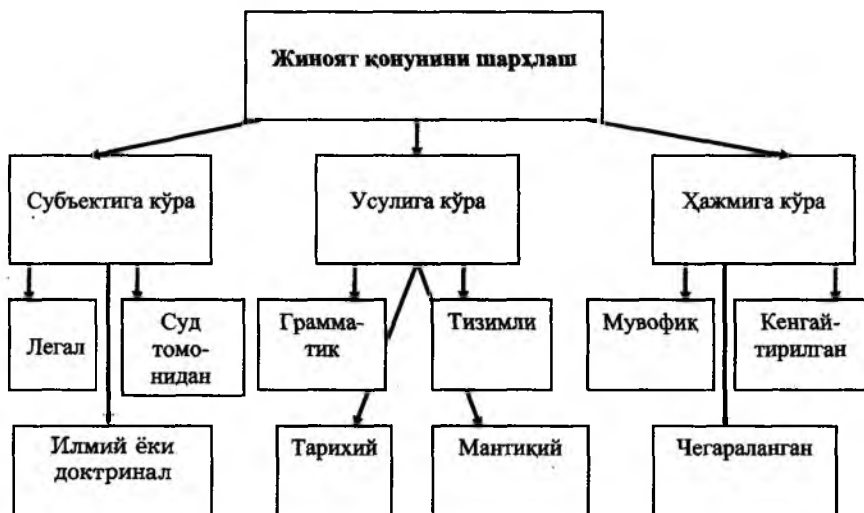 Жиноят қонунини шарҳлаш
Субъектига кўра
Усулига кўра
Ҳажмига кўра
Легал
Суд
томо-
нидан
Грамма-
тик
Тизимли
Мувофиқ
Кенгай-
тирилган
Илмий ёки
доктринал
Тарихий
Мантиқий
Чегараланган